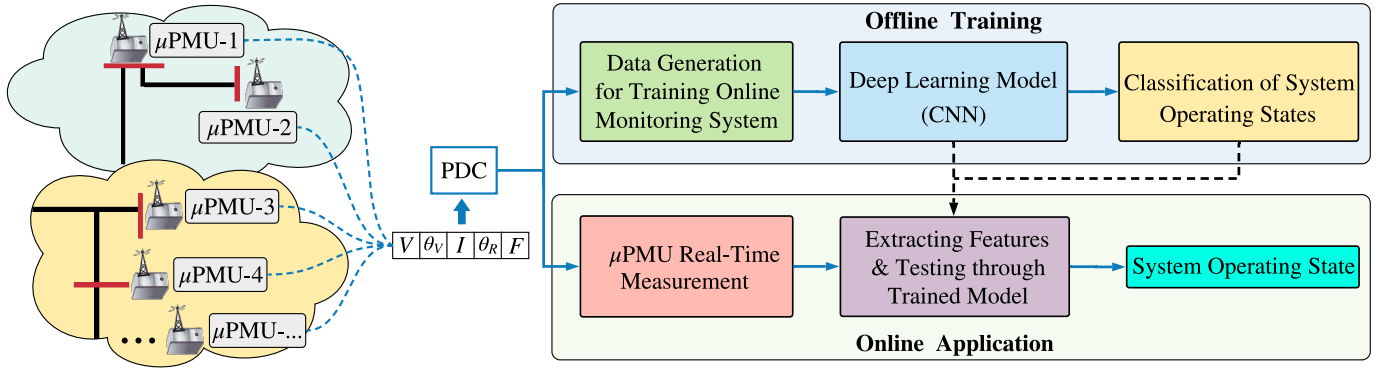 µPMU-1
µPMU-2
µPMU-3
µPMU-4
µPMU-...
...
V θ_V I θ_R F
PDC
Offline Training
Data Generation
for Training Online
Monitoring System
Deep Learning Model
(CNN)
Classification of System
Operating States
µPMU Real-Time
Measurement
Extracting Features
& Testing through
Trained Model
System Operating State
Online Application